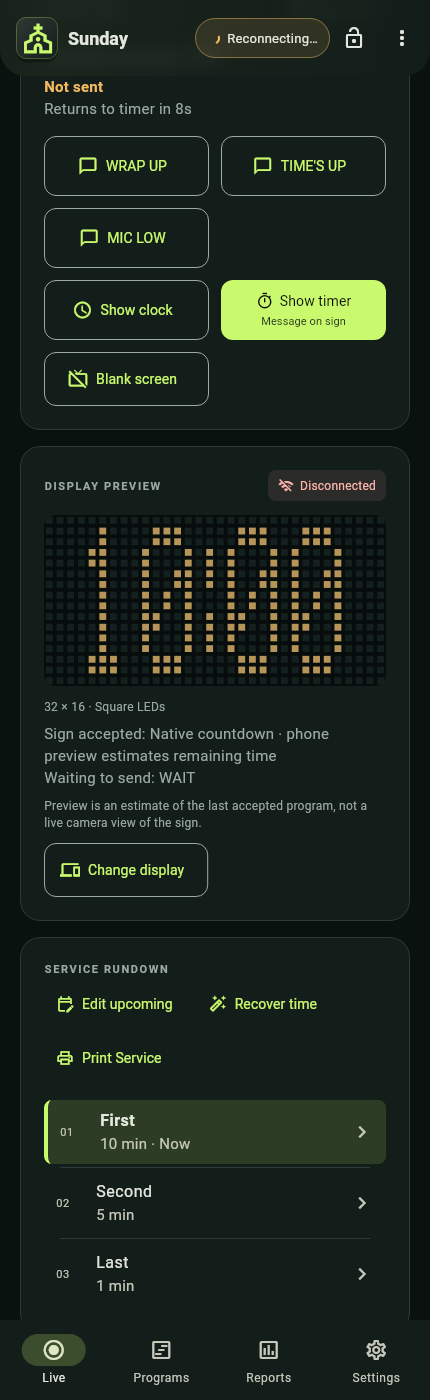 Sunday
Reconnecting…
Not sent
Returns to timer in 8s
WRAP UP
TIME'S UP
MIC LOW
Show clock
Show timer
Message on sign
Blank screen
DISPLAY PREVIEW
Disconnected
10:00
32 × 16 · Square LEDs
Sign accepted: Native countdown · phone
preview estimates remaining time
Waiting to send: WAIT
Preview is an estimate of the last accepted program, not a
live camera view of the sign.
Change display
SERVICE RUNDOWN
Edit upcoming
Recover time
Print Service
01
First
10 min · Now
02
Second
5 min
03
Last
1 min
Live
Programs
Reports
Settings